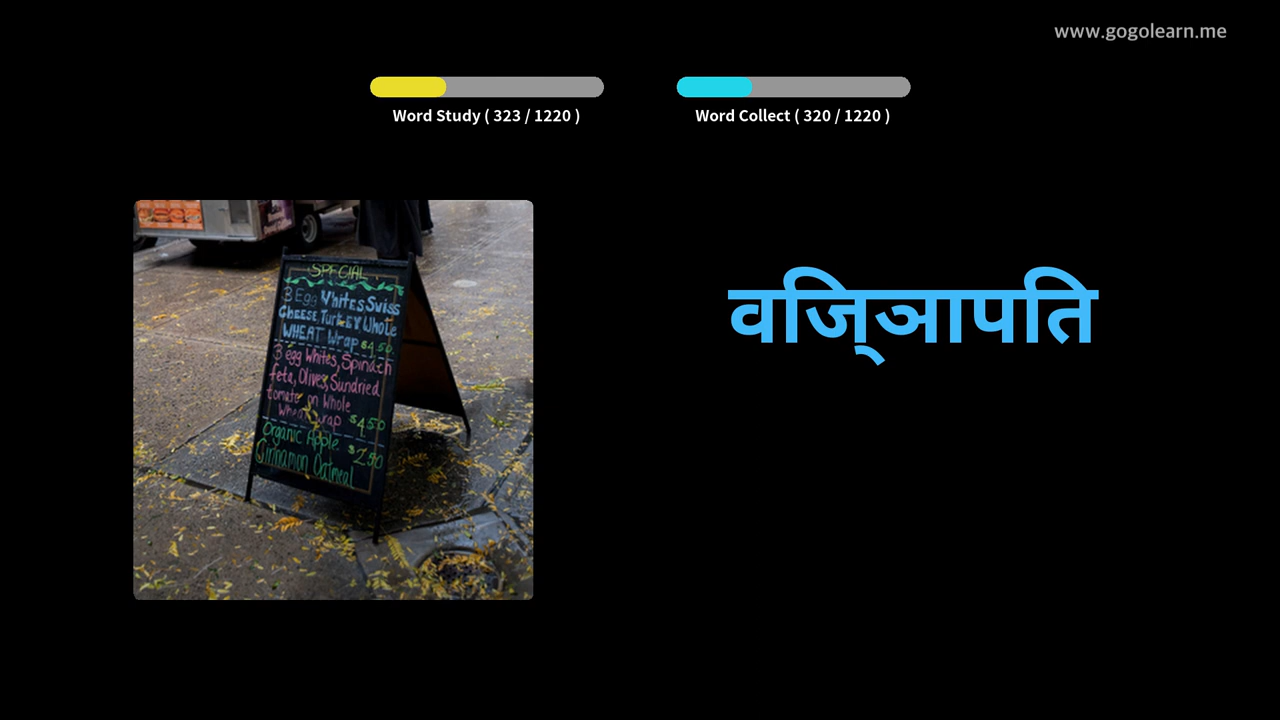 www.gogolearn.me
Word Study ( 323 / 1220 )
Word Collect ( 320 / 1220 )
वजि्ञापति
SPECIAL
3 Egg Whites Swiss
Cheese, Turkey Whole
WHEAT Wrap $4.50
3 egg Whites, Spinach
feta, Olives, Sundried
tomato on Whole
Wheat wrap $4.50
Organic Apple
Cinnamon Oatmeal $2.50